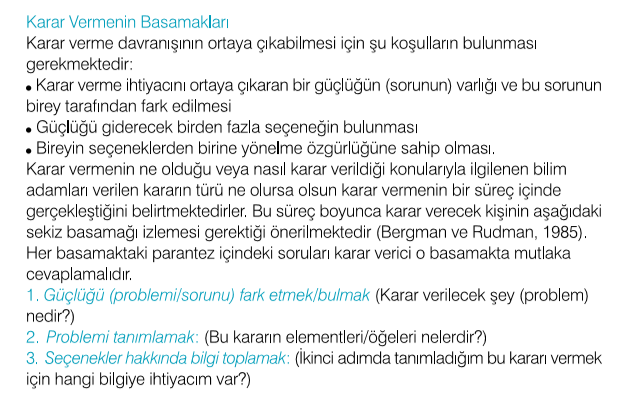 Karar Vermenin Basamakları
Karar verme davranışının ortaya çıkabilmesi için şu koşulların bulunması
gerekmektedir:
• Karar verme ihtiyacını ortaya çıkaran bir güçlüğün (sorunun) varlığı ve bu sorunun
birey tarafından fark edilmesi
• Güçlüğü giderecek birden fazla seçeneğin bulunması
• Bireyin seçeneklerden birine yönelme özgürlüğüne sahip olması.
Karar vermenin ne olduğu veya nasıl karar verildiği konularıyla ilgilenen bilim
adamları verilen kararın türü ne olursa olsun karar vermenin bir süreç içinde
gerçekleştiğini belirtmektedirler. Bu süreç boyunca karar verecek kişinin aşağıdaki
sekiz basamağı izlemesi gerektiği önerilmektedir (Bergman ve Rudman, 1985).
Her basamaktaki parantez içindeki soruları karar verici o basamakta mutlaka
cevaplamalıdır.
1. Güçlüğü (problemi/sorunu) fark etmek/bulmak (Karar verilecek şey (problem)
nedir?)
2. Problemi tanımlamak: (Bu kararın elementleri/öğeleri nelerdir?)
3. Seçenekler hakkında bilgi toplamak: (İkinci adımda tanımladığım bu kararı vermek
için hangi bilgiye ihtiyacım var?)